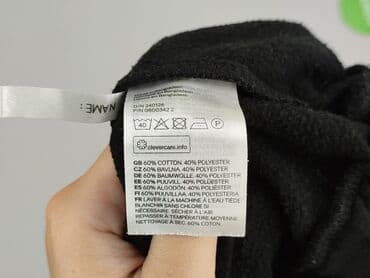 NAME:
D/N 240126
P/N 0800342 2
40
P
clevercare.info
GB 60% COTTON. 40% POLYESTER
CZ 60% BAVLNA. 40% POLYESTER
DE 60% BAUMWOLLE. 40% POLYESTER
EE 60% PUUVILL. 40% POLÜESTER
ES 60% ALGODÓN. 40% POLIÉSTER
FI 60% PUUVILLA. 40% POLYESTERI
FR LAVER À LA MACHINE À L'EAU TIÈDE
BLANCHIR SANS CHLORE SI
NÉCESSAIRE. SÉCHER À L'AIR
REPASSER À TEMPÉRATURE MOYENNE
NETTOYAGE À SEC. 60% COTON.